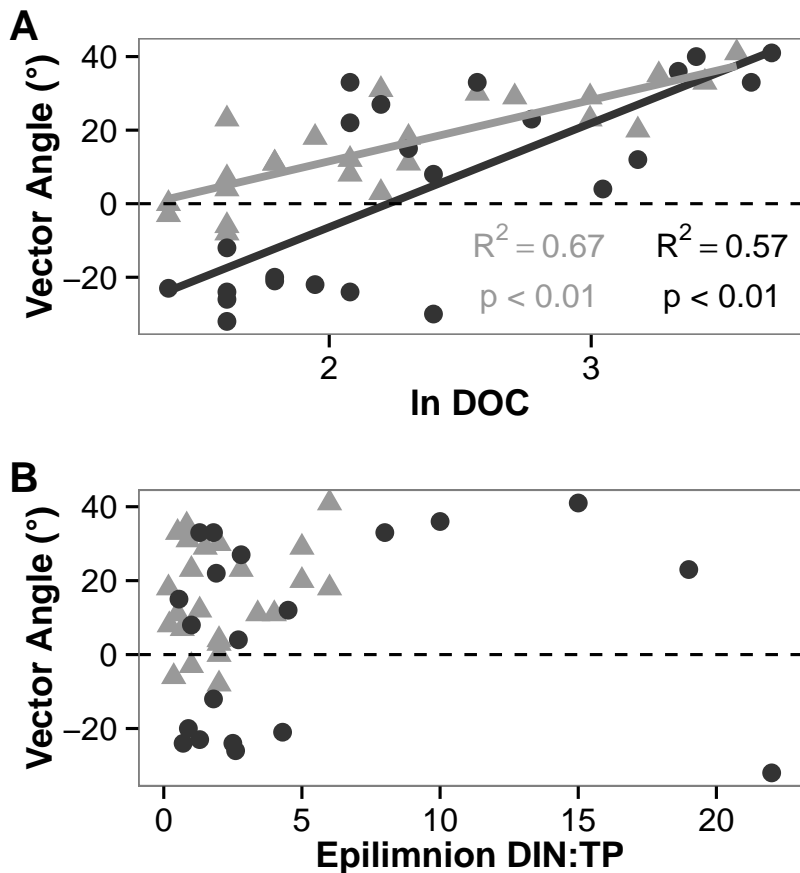 A
Vector Angle (°)
40
20
0
−20
R² = 0.67
R² = 0.57
p < 0.01
p < 0.01
2
3
ln DOC
B
Vector Angle (°)
40
20
0
−20
0
5
10
15
20
Epilimnion DIN:TP